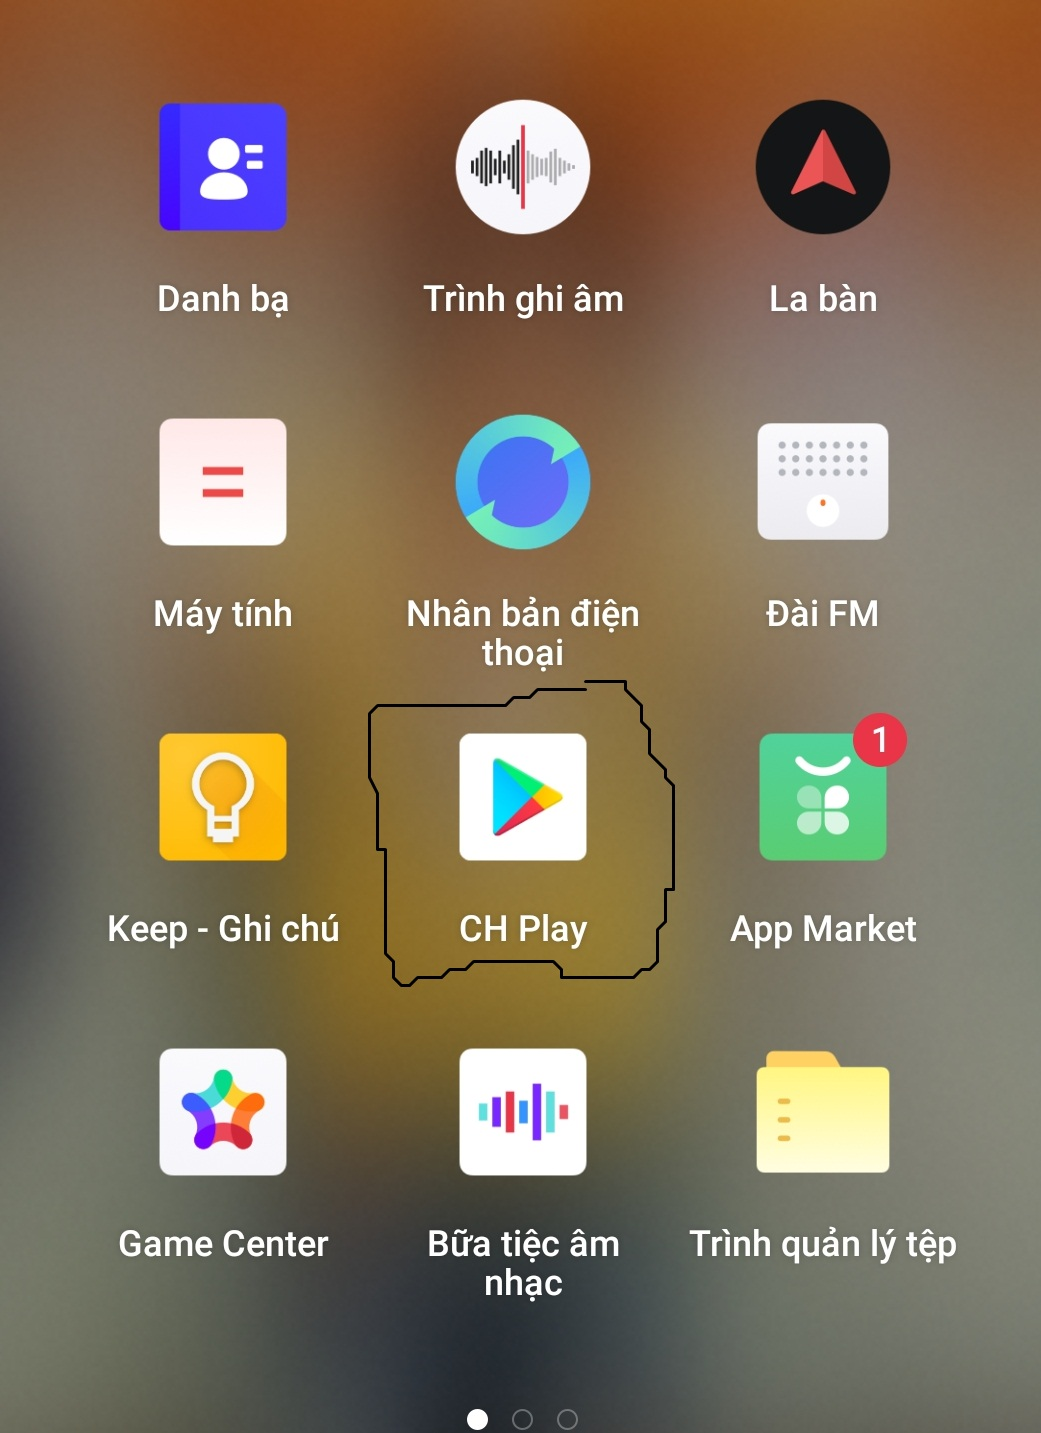 Danh bạ
Trình ghi âm
La bàn
Máy tính
Nhân bản điện
thoại
Đài FM
Keep - Ghi chú
CH Play
1
App Market
Game Center
Bữa tiệc âm
nhạc
Trình quản lý tệp